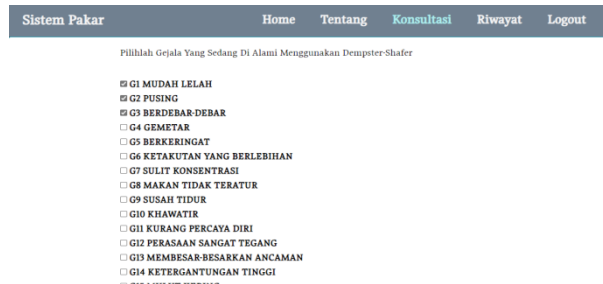 Sistem Pakar Home Tentang Konsultasi Riwayat Logout
Pilihlah Gejala Yang Sedang Di Alami Menggunakan Dempster-Shafer
G1 MUDAH LELAH
G2 PUSING
G3 BERDEBAR-DEBAR
G4 GEMETAR
G5 BERKERINGAT
G6 KETAKUTAN YANG BERLEBIHAN
G7 SULIT KONSENTRASI
G8 MAKAN TIDAK TERATUR
G9 SUSAH TIDUR
G10 KHAWATIR
G11 KURANG PERCAYA DIRI
G12 PERASAAN SANGAT TEGANG
G13 MEMBESAR-BESARKAN ANCAMAN
G14 KETERGANTUNGAN TINGGI